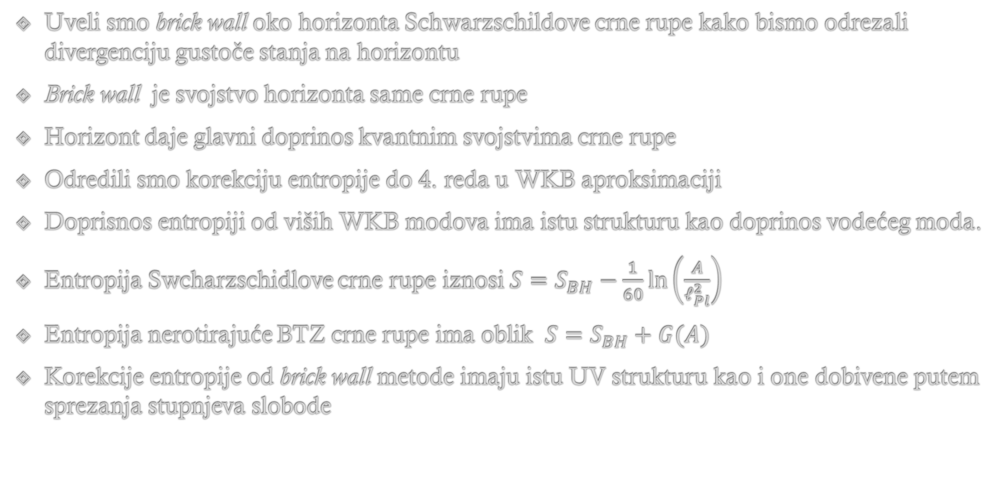 ❖ Uveli smo brick wall oko horizonta Schwarzschildove crne rupe kako bismo odrezali
divergenciju gustoče stanja na horizontu
❖ Brick wall je svojstvo horizonta same crne rupe
❖ Horizont daje glavni doprinos kvantnim svojstvima crne rupe
❖ Odredili smo korekciju entropije do 4. reda u WKB aproksimaciji
❖ Doprisnos entropiji od viših WKB modova ima istu strukturu kao doprinos vodećeg moda.
❖ Entropija Swcharzschidlove crne rupe iznosi $S = S_{BH} - \frac{1}{60} \ln\left(\frac{A}{\ell_{Pl}^2}\right)$
❖ Entropija nerotirajuće BTZ crne rupe ima oblik $S = S_{BH} + G(A)$
❖ Korekcije entropije od brick wall metode imaju istu UV strukturu kao i one dobivene putem
sprezanja stupnjeva slobode